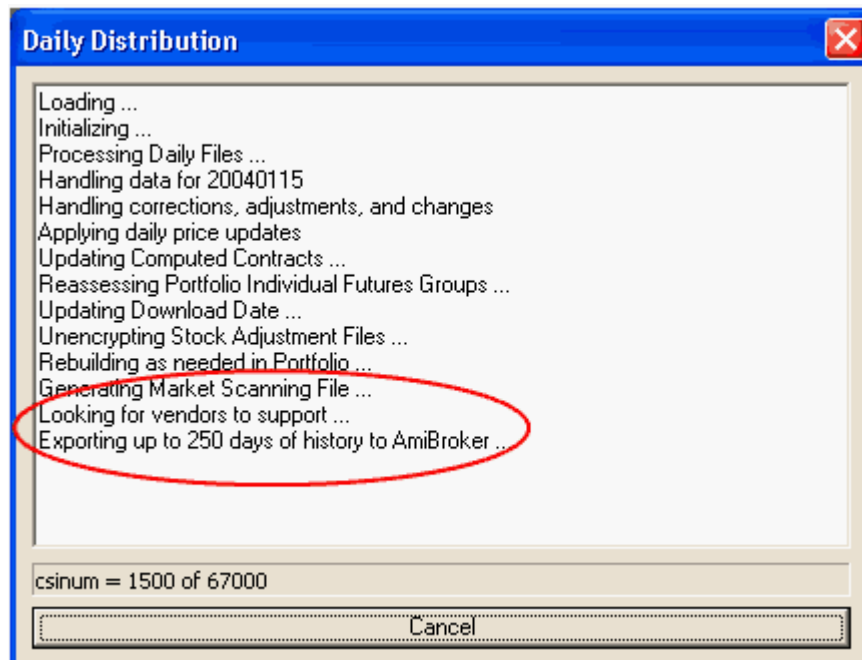 Daily Distribution
Loading ...
Initializing ...
Processing Daily Files ...
Handling data for 20040115
Handling corrections, adjustments, and changes
Applying daily price updates
Updating Computed Contracts ...
Reassessing Portfolio Individual Futures Groups ...
Updating Download Date ...
Unencrypting Stock Adjustment Files ...
Rebuilding as needed in Portfolio ...
Generating Market Scanning File ...
Looking for vendors to support ...
Exporting up to 250 days of history to AmiBroker ...
csinum = 1500 of 67000
Cancel